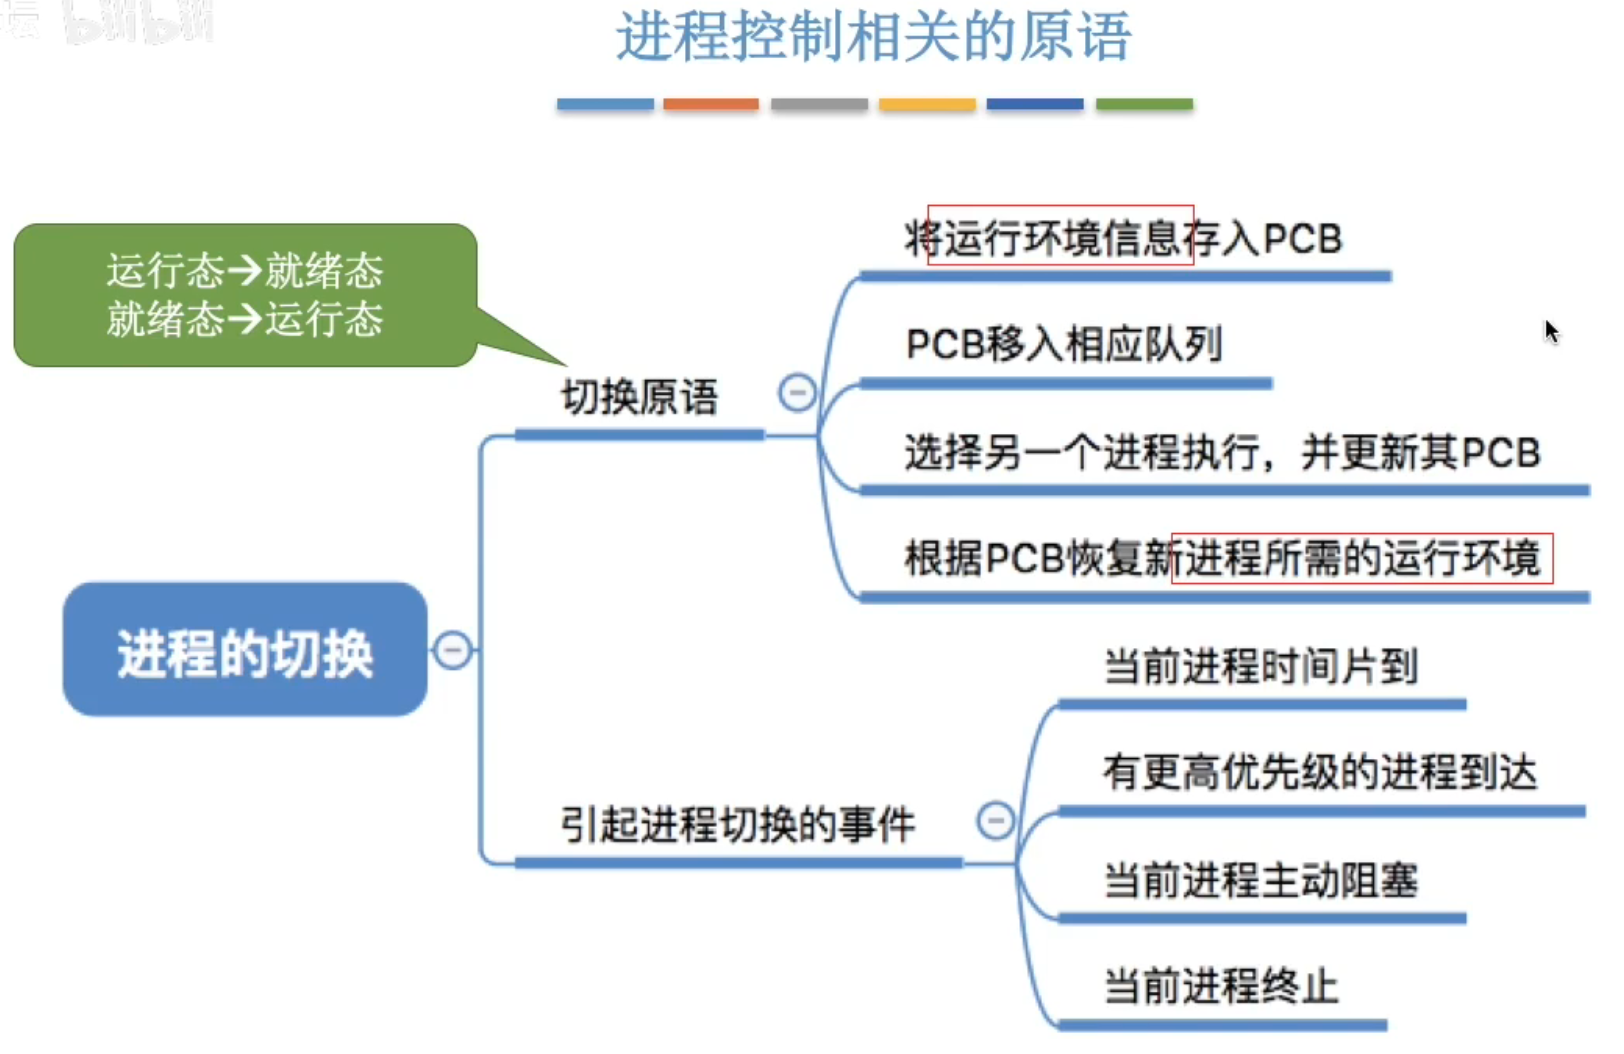 坛 bilibili
进程控制相关的原语
运行态→就绪态
就绪态→运行态
将运行环境信息存入PCB
PCB移入相应队列
切换原语
选择另一个进程执行，并更新其PCB
根据PCB恢复新进程所需的运行环境
进程的切换
当前进程时间片到
有更高优先级的进程到达
引起进程切换的事件
当前进程主动阻塞
当前进程终止